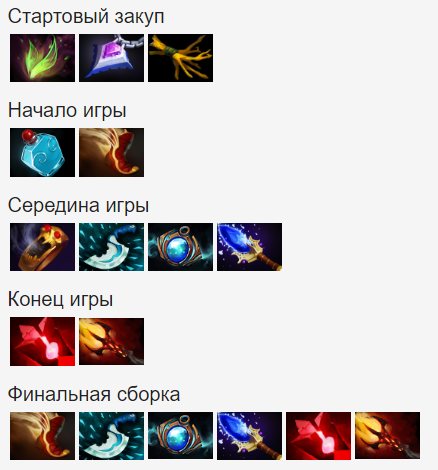 Стартовый закуп
Начало игры
Середина игры
Конец игры
Финальная сборка